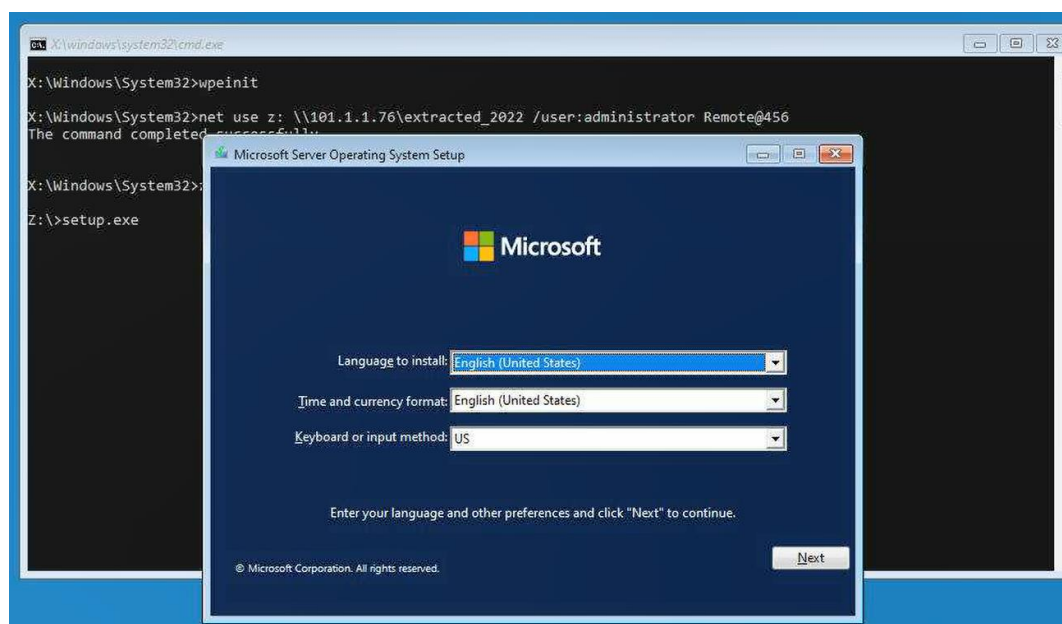 X:\windows\system32\cmd.exe
X:\Windows\System32>wpeinit
X:\Windows\System32>net use z: \\101.1.1.76\extracted_2022 /user:administrator Remote@456
The command completed successfully
X:\Windows\System32>
Z:\>setup.exe
Microsoft Server Operating System Setup
Microsoft
Language to install: English (United States)
Time and currency format: English (United States)
Keyboard or input method: US
Enter your language and other preferences and click "Next" to continue.
Next
© Microsoft Corporation. All rights reserved.